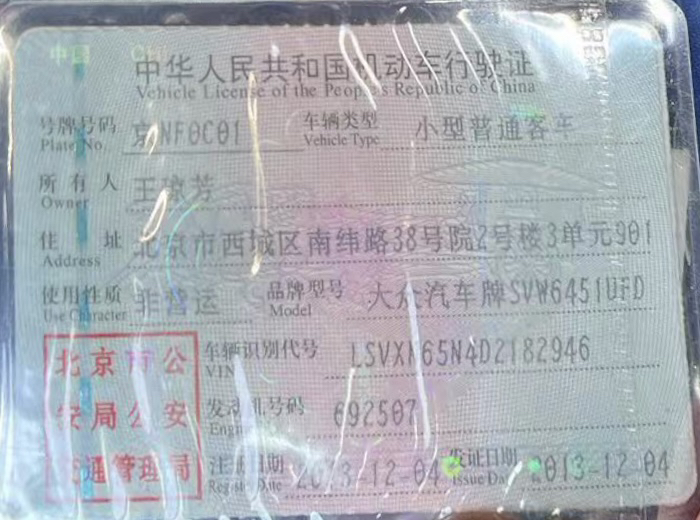 中华人民共和国机动车行驶证
Vehicle License of the People's Republic of China
号牌号码 京NF0C01 车辆类型 小型普通客车
Plate No. Vehicle Type
所有人 王琼芳
Owner
住址 北京市西城区南纬路38号院2号楼3单元901
Address
使用性质 非营运 品牌型号 大众汽车牌SVW6451UFD
Use Character Model
北京市公 车辆识别代号 LSVX 65N4D2182946
VIN
安局公安 发动机号码 692507
Engine
交通管理局 注册日期 2013-12-04 发证日期 2013-12-04
Register Date Issue Date